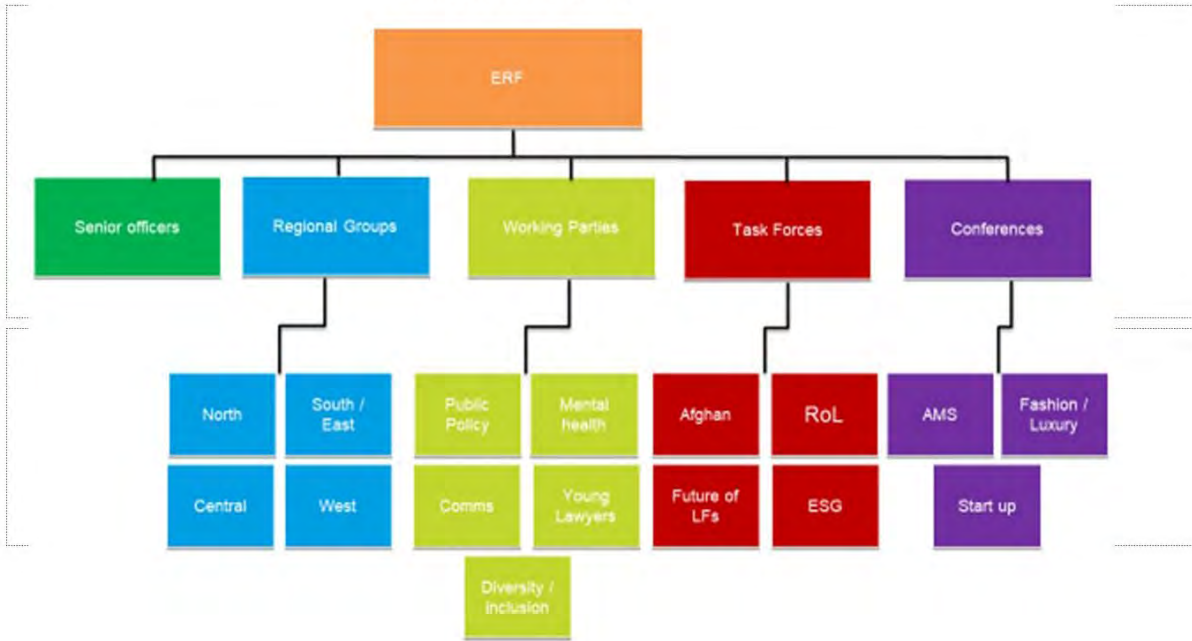 ERF
Senior officers
Regional Groups
Working Parties
Task Forces
Conferences
North
South /
East
Central
West
Public
Policy
Mental
health
Comms
Young
Lawyers
Diversity /
inclusion
Afghan
RoL
Future of
LFs
ESG
AMS
Fashion /
Luxury
Start up